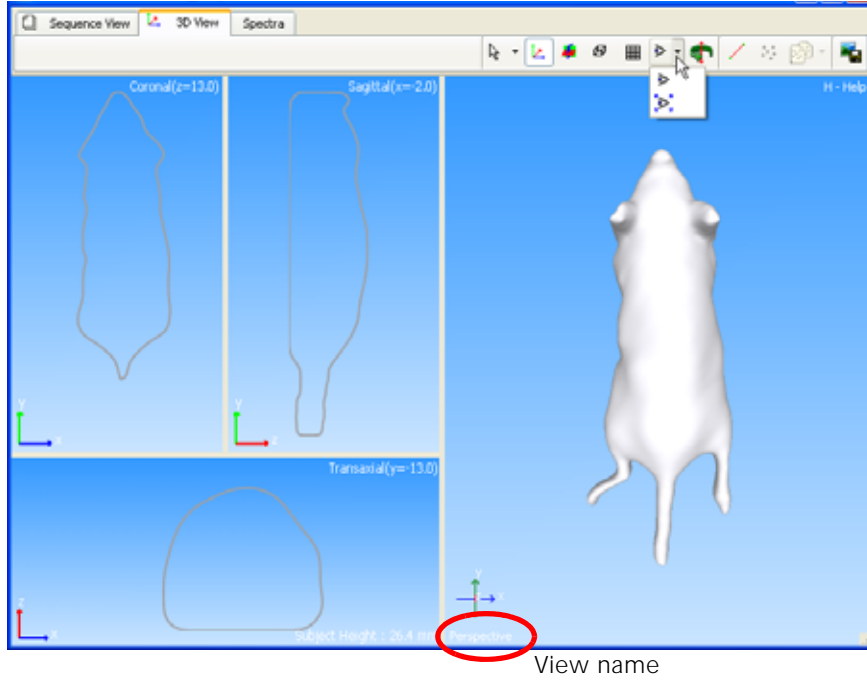 Sequence View 3D View Spectra
Coronal(z=13.0) Sagittal(x=-2.0) H - Help
Y Y
X Z
Transaxial(y=-13.0)
Y
Z X
X Subject Height : 26.4 mm Perspective
View name